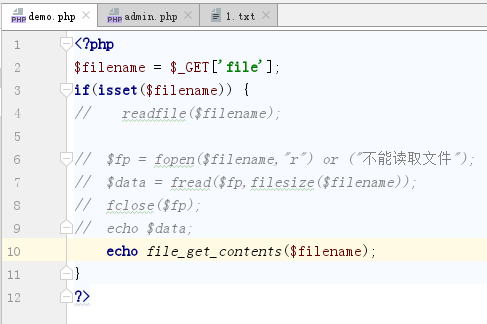 demo.php × admin.php × 1.txt ×
1 <?php
2 $filename = $_GET['file'];
3 if(isset($filename)) {
4 //    readfile($filename);
5
6 //  $fp = fopen($filename,"r") or ("不能读取文件");
7 //  $data = fread($fp,filesize($filename));
8 //  fclose($fp);
9 //  echo $data;
10     echo file_get_contents($filename);
11 }
12 ?>